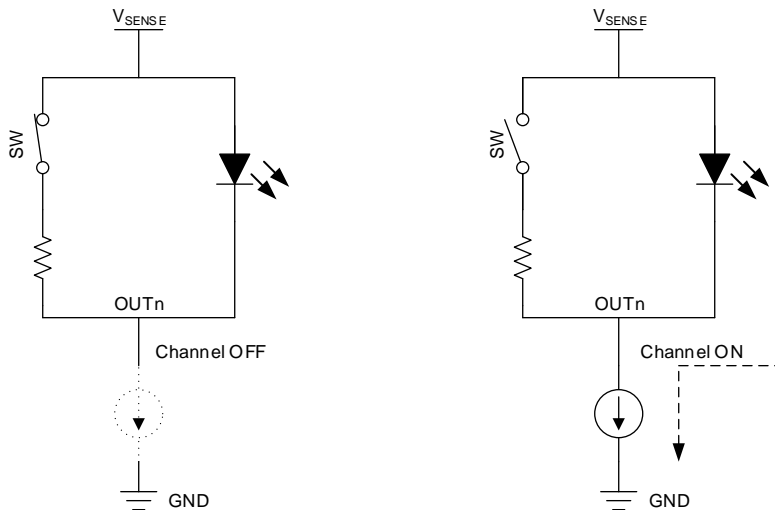 VSENSE
SW
OUTn
Channel OFF
GND
VSENSE
SW
OUTn
Channel ON
GND